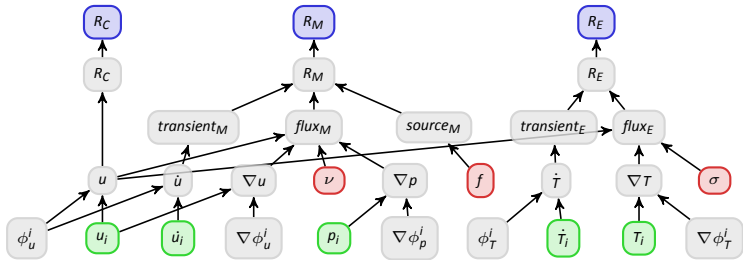 R_C R_M R_E
R_C R_M R_E
transient_M flux_M source_M transient_E flux_E
u u̇ ∇u ν ∇p f Ṫ ∇T σ
ϕ_u^i u_i u̇_i ∇ϕ_u^i p_i ∇ϕ_p^i ϕ_T^i Ṫ_i T_i ∇ϕ_T^i